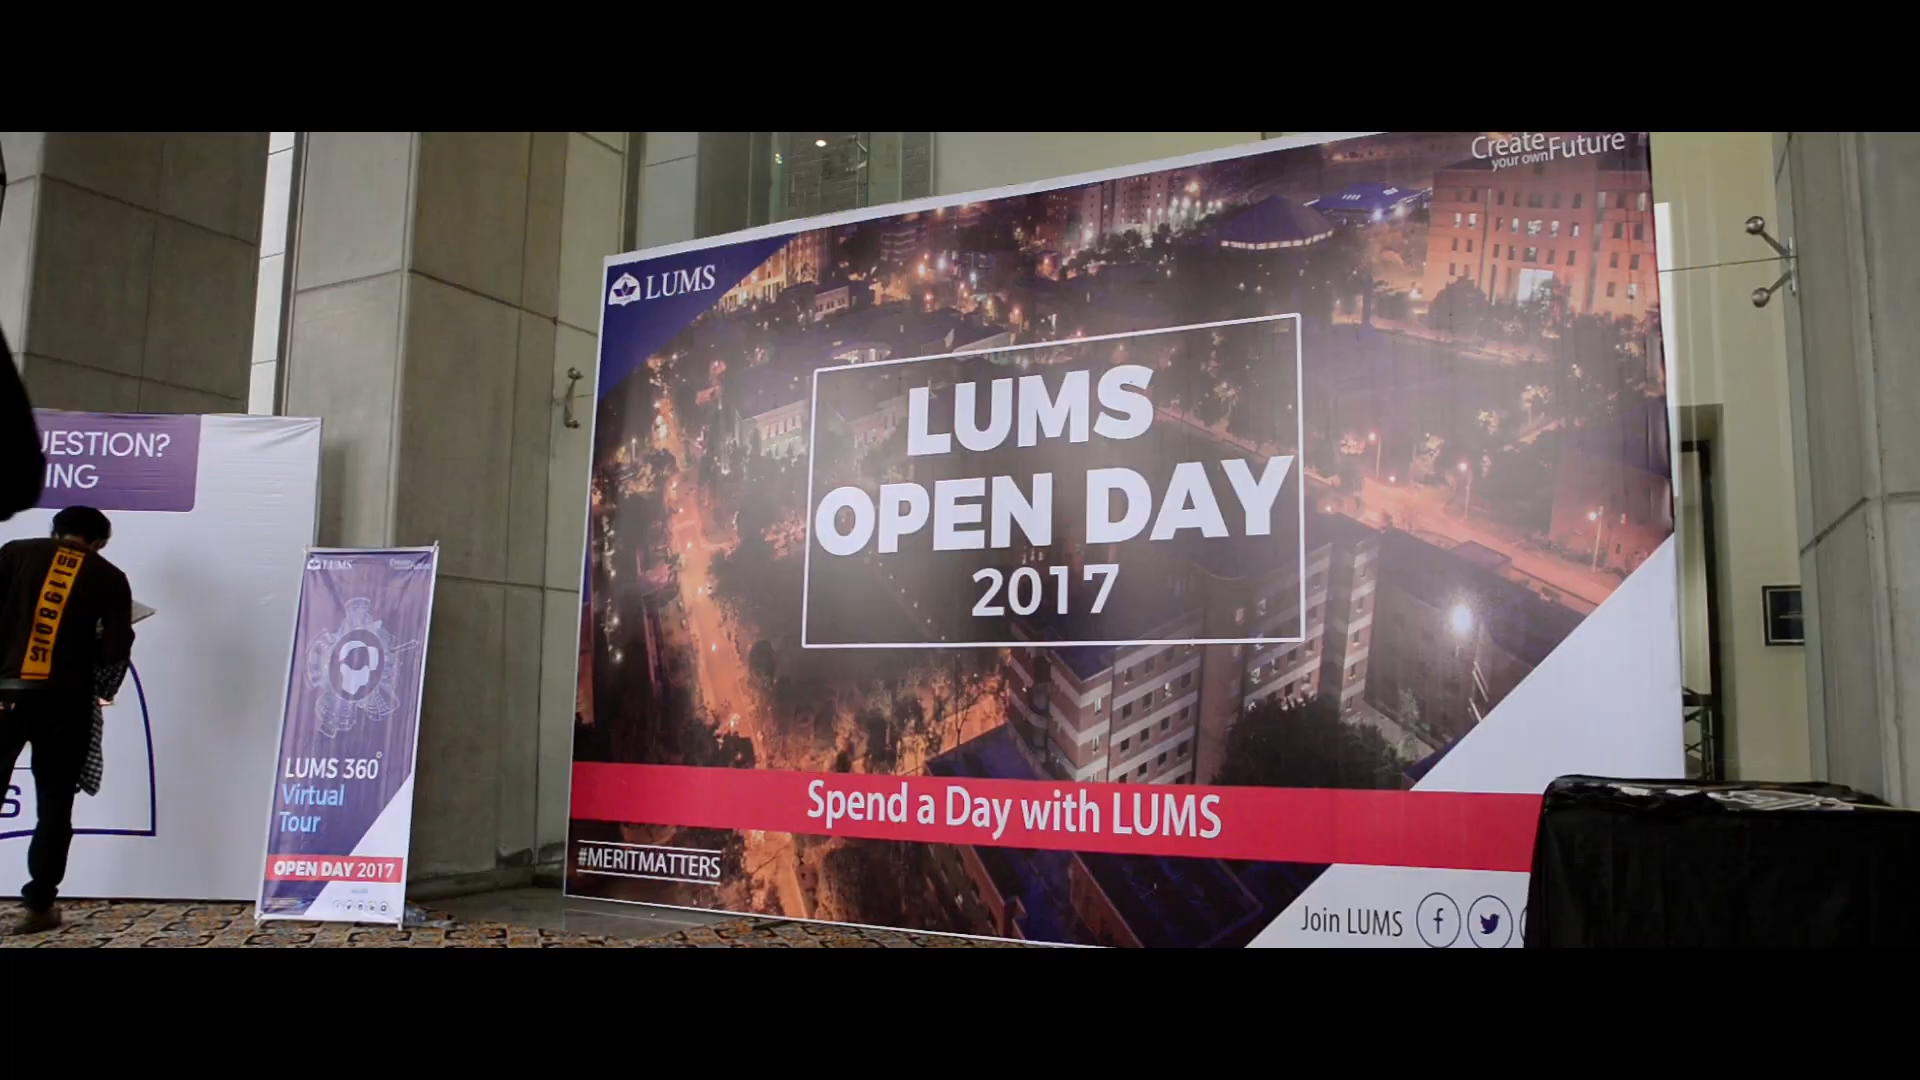 Create
your own Future
LUMS
LUMS
OPEN DAY
2017
Spend a Day with LUMS
#MERITMATTERS
Join LUMS
UESTION?
ING
S
LUMS
LUMS 360°
Virtual
Tour
OPEN DAY 2017